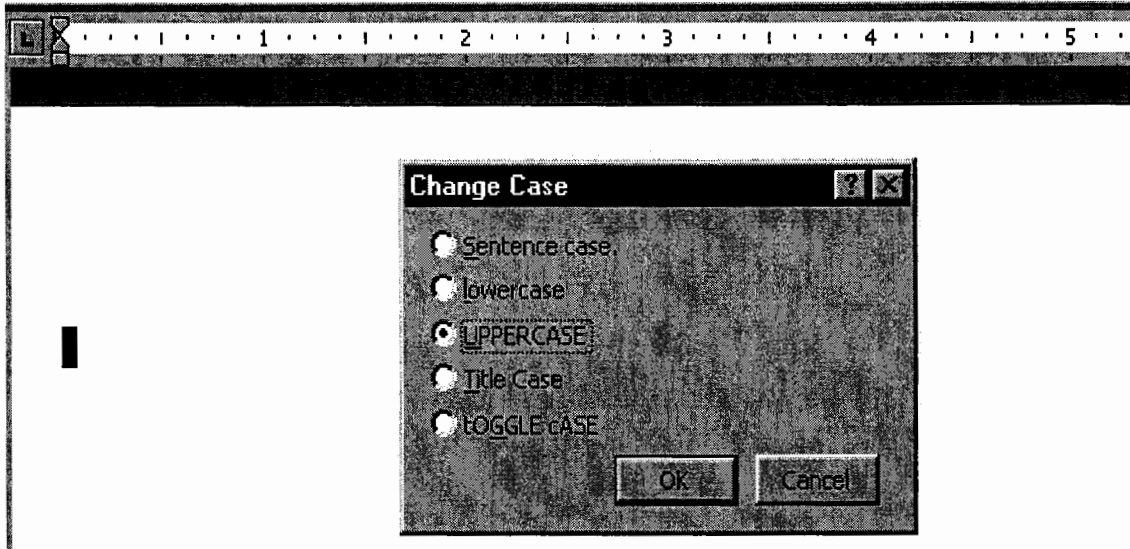 L
1 2 3 4 5
Change Case ? X
Sentence case.
lowercase
UPPERCASE
Title Case
tOGGLE cASE
OK Cancel